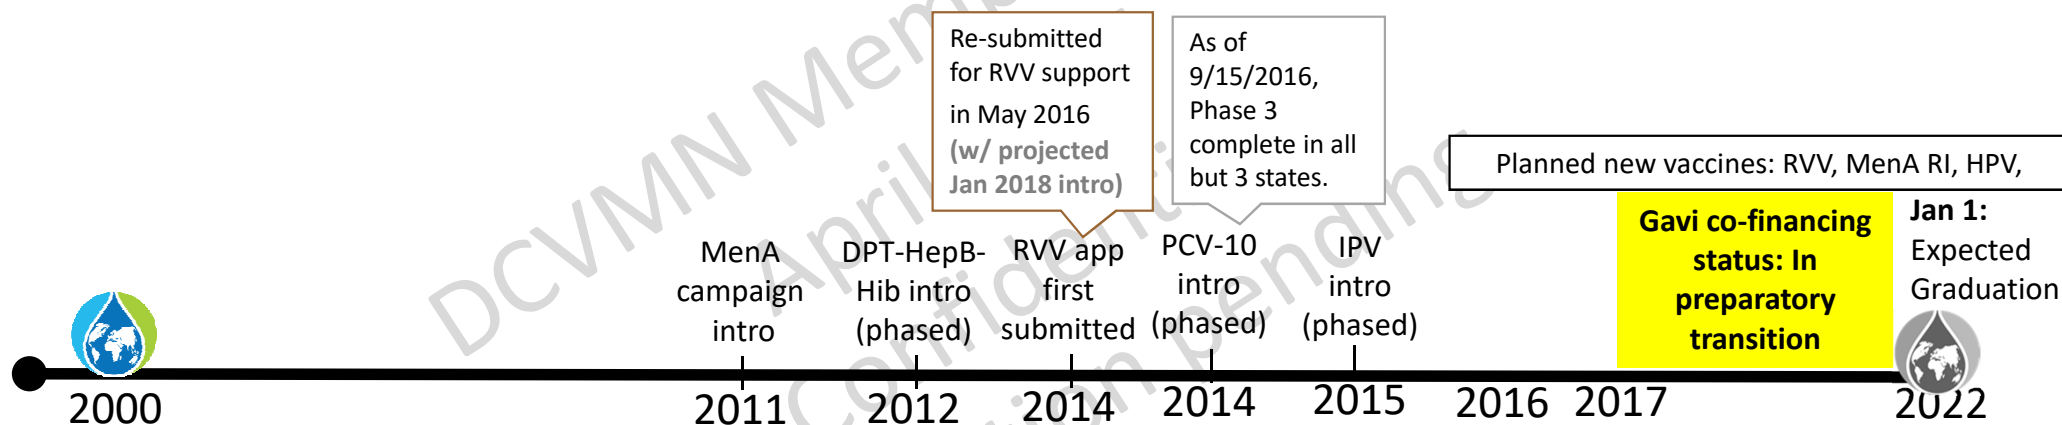 Re-submitted
for RVV support
in May 2016
(w/ projected
Jan 2018 intro)
As of
9/15/2016,
Phase 3
complete in all
but 3 states.
Planned new vaccines: RVV, MenA RI, HPV,
MenA
campaign
intro
DPT-HepB-
Hib intro
(phased)
RVV app
first
submitted
PCV-10
intro
(phased)
IPV
intro
(phased)
Gavi co-financing
status: In
preparatory
transition
Jan 1:
Expected
Graduation
2000
2011
2012
2014
2014
2015
2016
2017
2022
DCVMN
April
pending